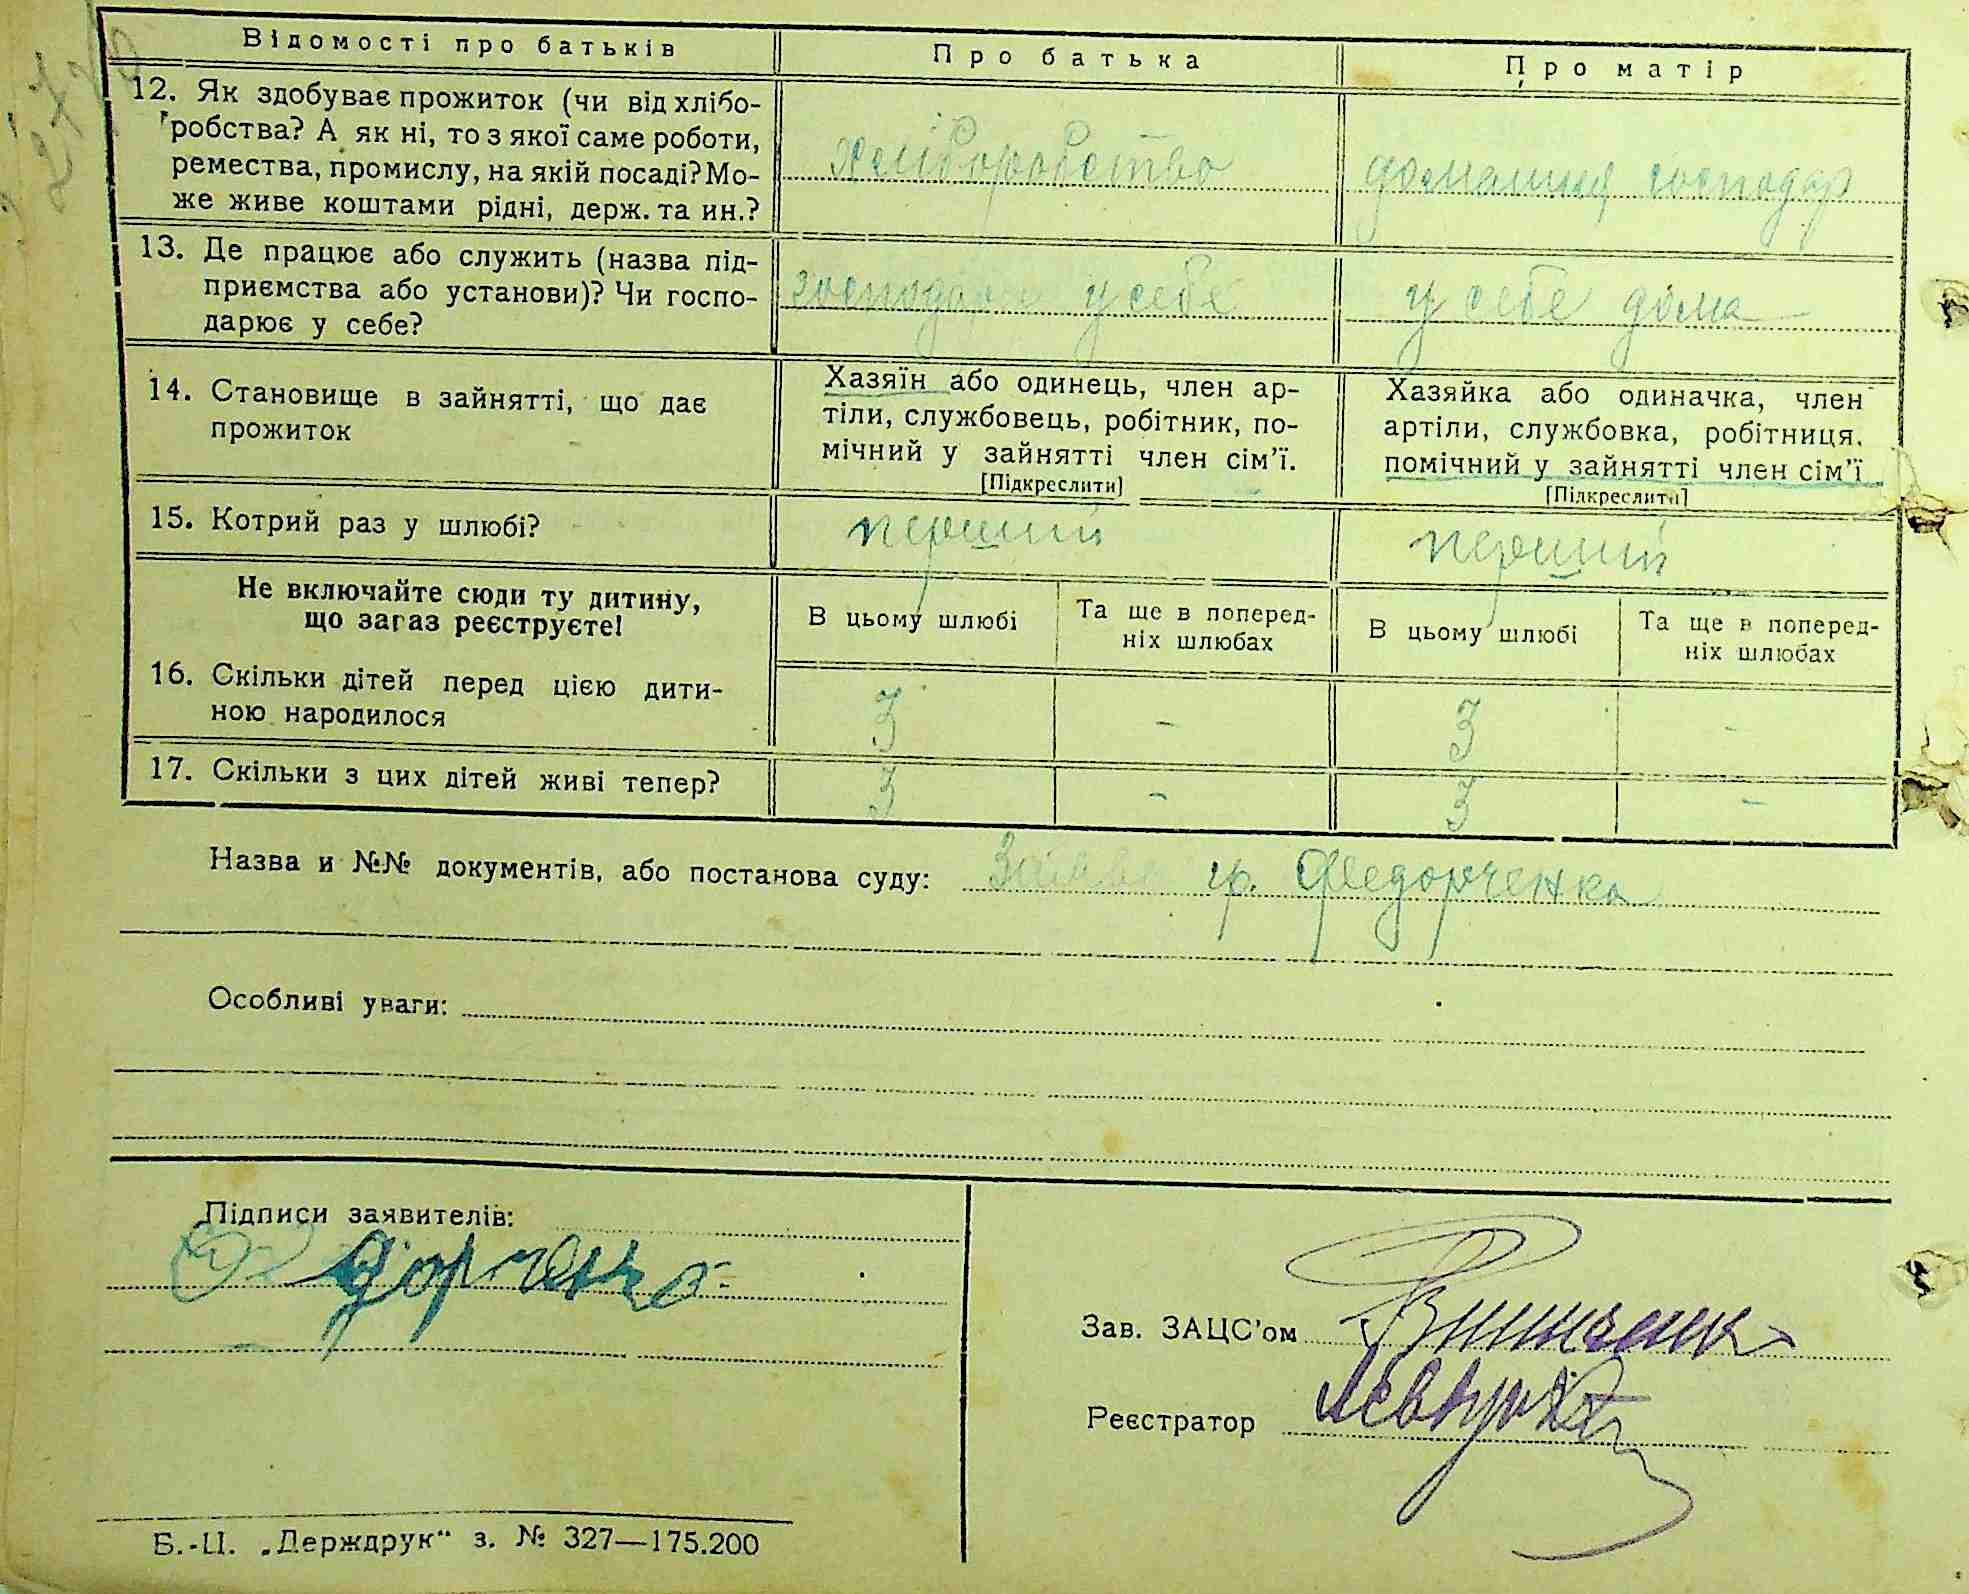 Відомості про батьків
Про батька
Про матір
12. Як здобуває прожиток (чи від хлібо-
робства? А як ні, то з якої саме роботи,
ремества, промислу, на якій посаді? Мо-
же живе коштами рідні, держ. та ин.?
хліборобство
домашня господар
13. Де працює або служить (назва під-
приємства або установи)? Чи госпо-
дарює у себе?
у себе
у себе дома
14. Становище в зайнятті, що дає
прожиток
Хазяїн або одинець, член ар-
тіли, службовець, робітник, по-
мічний у зайнятті член сім'ї.
[Підкреслити]
Хазяйка або одиначка, член
артіли, службовка, робітниця,
помічний у зайнятті член сім'ї
[Підкреслити]
15. Котрий раз у шлюбі?
перший
перший
Не включайте сюди ту дитину,
що загаз реєструєте!
В цьому шлюбі
Та ще в поперед-
ніх шлюбах
В цьому шлюбі
Та ще в поперед-
ніх шлюбах
16. Скільки дітей перед цією дити-
ною народилося
3
-
3
-
17. Скільки з цих дітей живі тепер?
3
-
3
-
Назва и №№ документів, або постанова суду: Заява гр. Федорченка
Особливі уваги:
Підписи заявителів:
Федорченко
Зав. ЗАЦС'ом
Реєстратор
Б.-Ц. „Держдрук" з. № 327—175.200